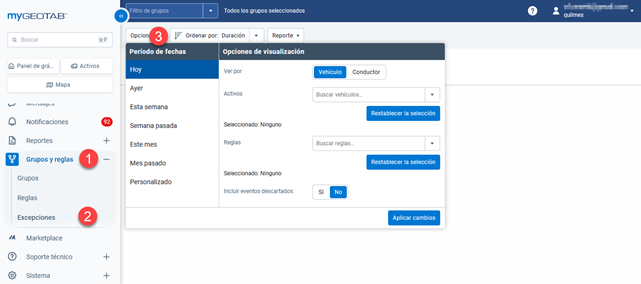 myGEOTAB
Filtro de grupos
Todos los grupos seleccionados
quilmes
Buscar
Opcion
3
Ordenar por: Duración
Reporte
Panel de grá...
Activos
Mapa
Período de fechas
Opciones de visualización
Hoy
Ayer
Esta semana
Semana pasada
Este mes
Mes pasado
Personalizado
Ver por
Vehículo
Conductor
Activos
Buscar vehículos...
Restablecer la selección
Seleccionado: Ninguno
Reglas
Buscar reglas...
Restablecer la selección
Seleccionado: Ninguno
Incluir eventos descartados:
Sí
No
Aplicar cambios
Mensajes
Notificaciones
92
Reportes
Grupos y reglas
1
Grupos
Reglas
Excepciones
2
Marketplace
Soporte técnico
Sistema